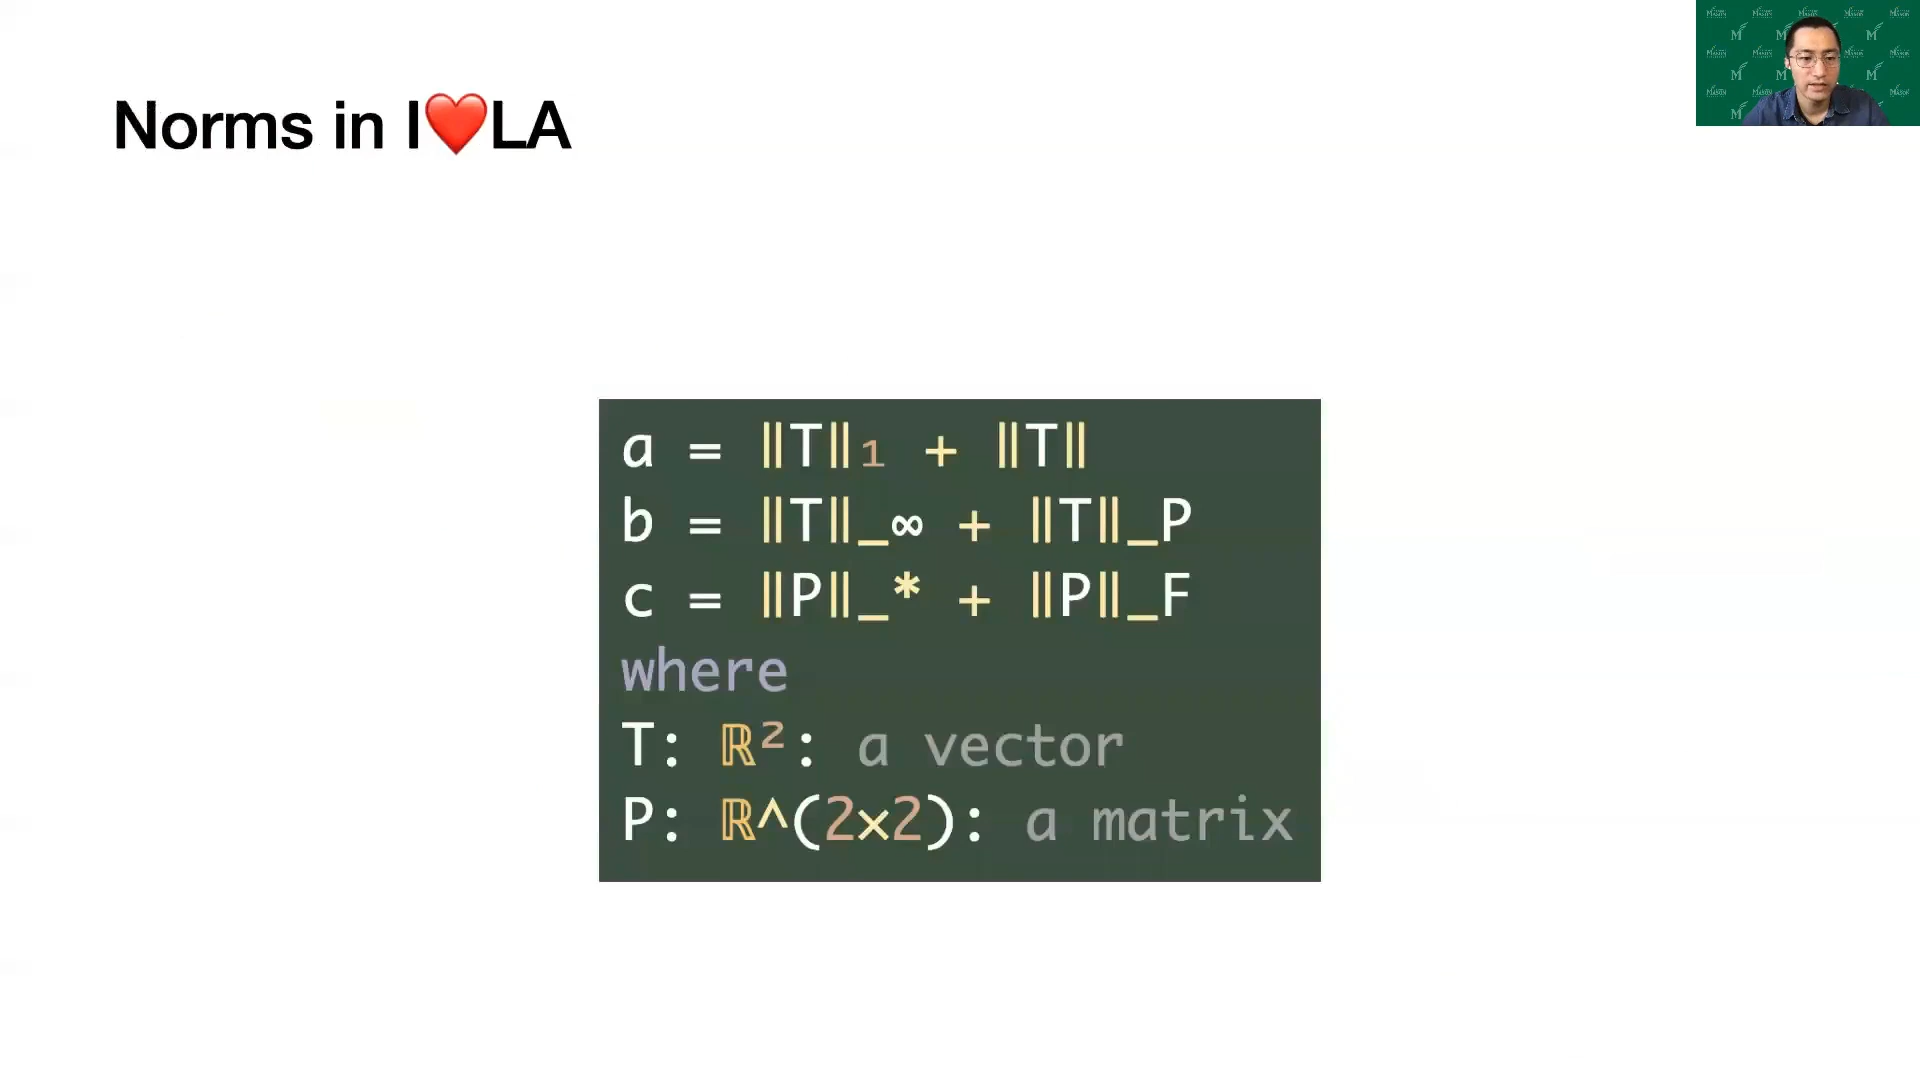 Norms in I❤️LA
a = ‖T‖₁ + ‖T‖
b = ‖T‖_∞ + ‖T‖_P
c = ‖P‖_* + ‖P‖_F
where
T: ℝ²: a vector
P: ℝ^(2×2): a matrix